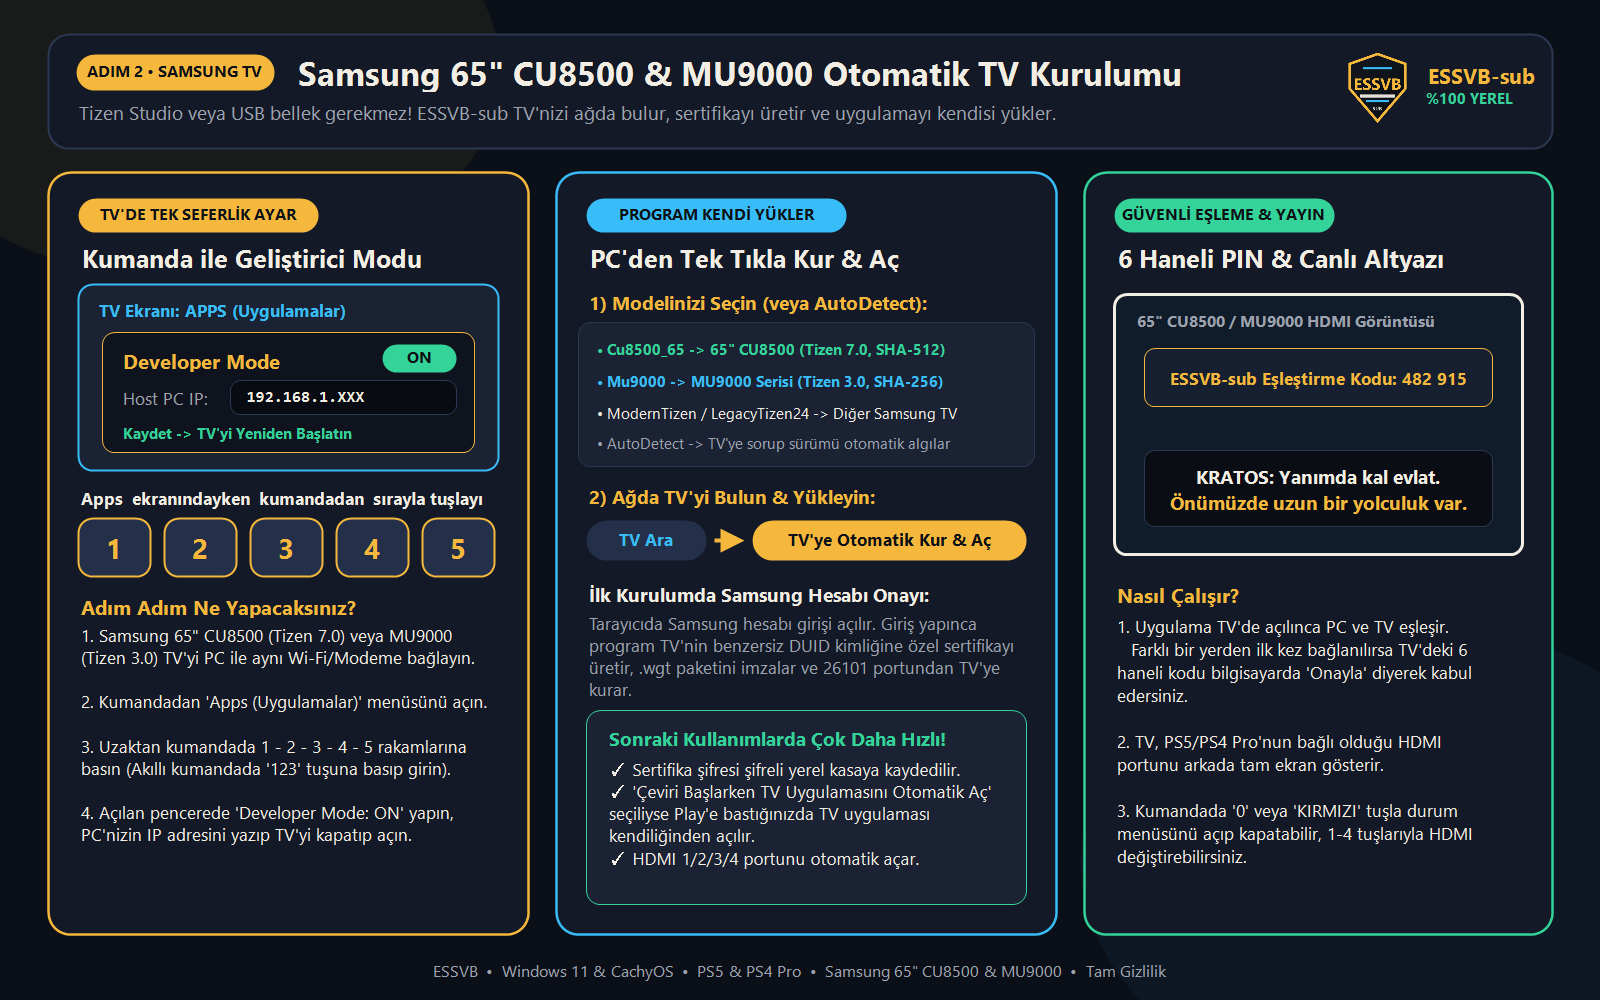 ADIM 2 • SAMSUNG TV
Samsung 65" CU8500 & MU9000 Otomatik TV Kurulumu
Tizen Studio veya USB bellek gerekmez! ESSVB-sub TV'nizi ağda bulur, sertifikayı üretir ve uygulamayı kendisi yükler.
ESSVB
SUB
ESSVB-sub
%100 YEREL
TV'DE TEK SEFERLİK AYAR
Kumanda ile Geliştirici Modu
TV Ekranı: APPS (Uygulamalar)
Developer Mode
ON
Host PC IP:
192.168.1.XXX
Kaydet -> TV'yi Yeniden Başlatın
Apps ekranındayken kumandadan sırayla tuşlayı
1
2
3
4
5
Adım Adım Ne Yapacaksınız?
1. Samsung 65" CU8500 (Tizen 7.0) veya MU9000
(Tizen 3.0) TV'yi PC ile aynı Wi-Fi/Modeme bağlayın.
2. Kumandadan 'Apps (Uygulamalar)' menüsünü açın.
3. Uzaktan kumandada 1 - 2 - 3 - 4 - 5 rakamlarına
basın (Akıllı kumandada '123' tuşuna basıp girin).
4. Açılan pencerede 'Developer Mode: ON' yapın,
PC'nizin IP adresini yazıp TV'yi kapatıp açın.
PROGRAM KENDİ YÜKLER
PC'den Tek Tıkla Kur & Aç
1) Modelinizi Seçin (veya AutoDetect):
• Cu8500_65 -> 65" CU8500 (Tizen 7.0, SHA-512)
• Mu9000 -> MU9000 Serisi (Tizen 3.0, SHA-256)
• ModernTizen / LegacyTizen24 -> Diğer Samsung TV
• AutoDetect -> TV'ye sorup sürümü otomatik algılar
2) Ağda TV'yi Bulun & Yükleyin:
TV Ara
TV'ye Otomatik Kur & Aç
İlk Kurulumda Samsung Hesabı Onayı:
Tarayıcıda Samsung hesabı girişi açılır. Giriş yapınca
program TV'nin benzersiz DUID kimliğine özel sertifikayı
üretir, .wgt paketini imzalar ve 26101 portundan TV'ye
kurar.
Sonraki Kullanımlarda Çok Daha Hızlı!
✓ Sertifika şifresi şifreli yerel kasaya kaydedilir.
✓ 'Çeviri Başlarken TV Uygulamasını Otomatik Aç'
seçiliyse Play'e bastığınızda TV uygulaması
kendiliğinden açılır.
✓ HDMI 1/2/3/4 portunu otomatik açar.
GÜVENLİ EŞLEME & YAYIN
6 Haneli PIN & Canlı Altyazı
65" CU8500 / MU9000 HDMI Görüntüsü
ESSVB-sub Eşleştirme Kodu: 482 915
KRATOS: Yanımda kal evlat.
Önümüzde uzun bir yolculuk var.
Nasıl Çalışır?
1. Uygulama TV'de açılınca PC ve TV eşleşir.
Farklı bir yerden ilk kez bağlanılırsa TV'deki 6
haneli kodu bilgisayarda 'Onayla' diyerek kabul
edersiniz.
2. TV, PS5/PS4 Pro'nun bağlı olduğu HDMI
portunu arkada tam ekran gösterir.
3. Kumandada '0' veya 'KIRMIZI' tuşla durum
menüsünü açıp kapatabilir, 1-4 tuşlarıyla HDMI
değiştirebilirsiniz.
ESSVB • Windows 11 & CachyOS • PS5 & PS4 Pro • Samsung 65" CU8500 & MU9000 • Tam Gizlilik